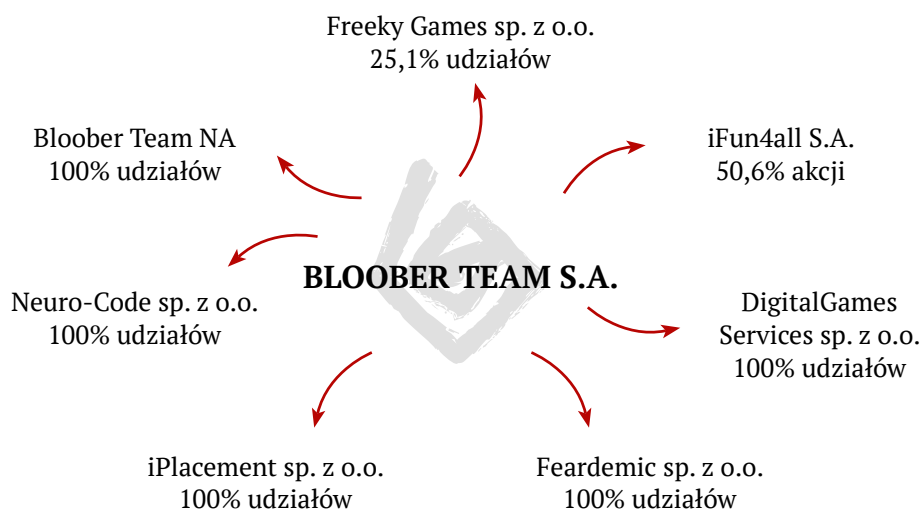 Freeky Games sp. z o.o.
25,1% udziałów
Bloober Team NA
100% udziałów
iFun4all S.A.
50,6% akcji
BLOOBER TEAM S.A.
Neuro-Code sp. z o.o.
100% udziałów
DigitalGames
Services sp. z o.o.
100% udziałów
iPlacement sp. z o.o.
100% udziałów
Feardemic sp. z o.o.
100% udziałów